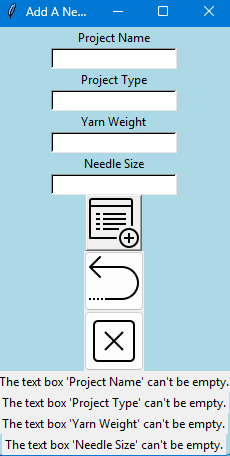 Add A Ne...
Project Name
Project Type
Yarn Weight
Needle Size
The text box 'Project Name' can't be empty.
The text box 'Project Type' can't be empty.
The text box 'Yarn Weight' can't be empty.
The text box 'Needle Size' can't be empty.